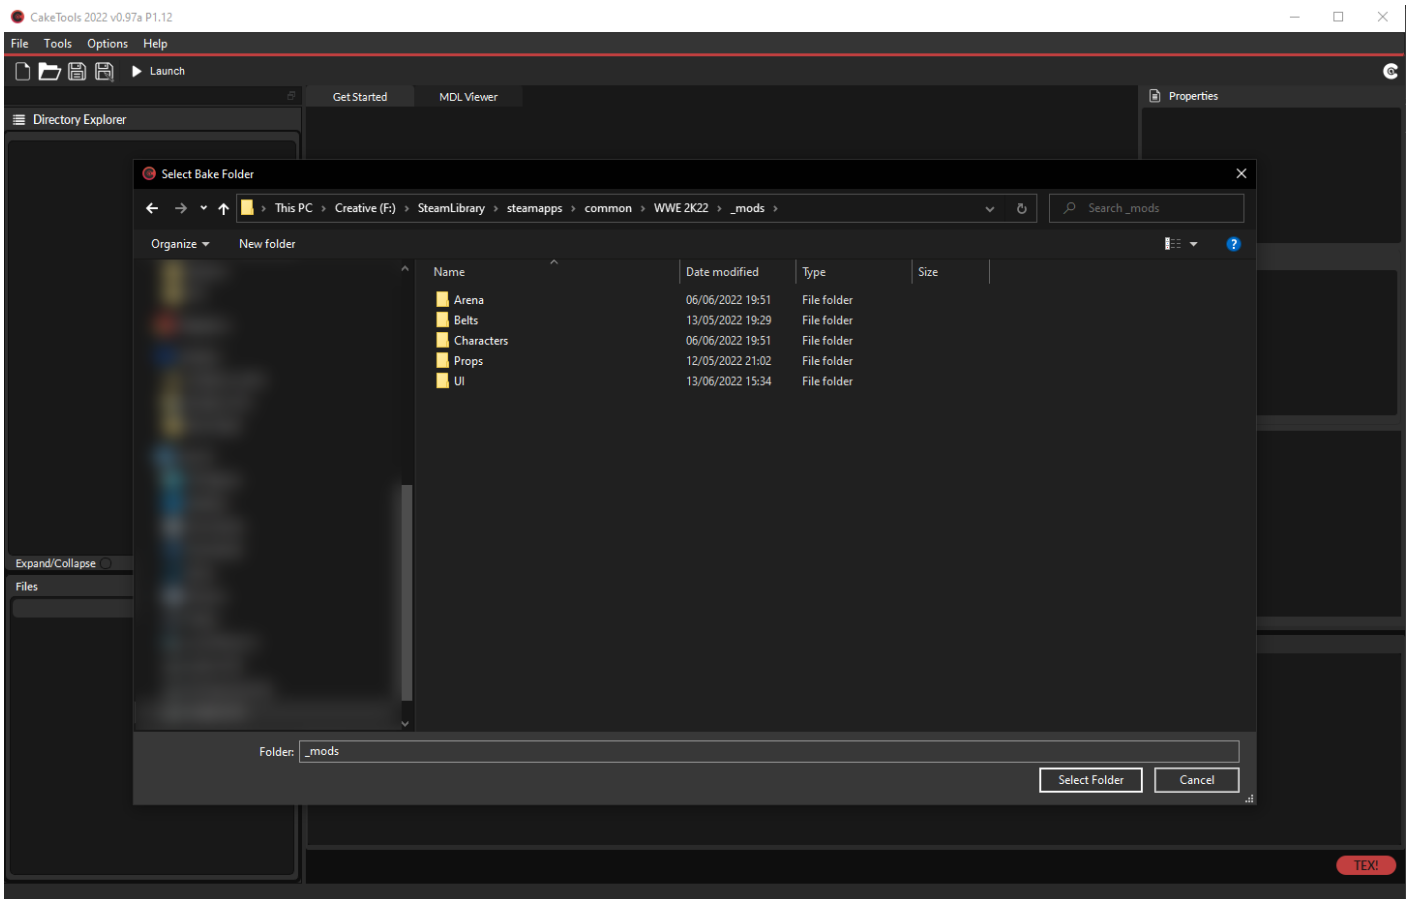 CakeTools 2022 v0.97a P1.12
File Tools Options Help
Launch
Get Started MDL Viewer
Properties
Directory Explorer
Select Bake Folder
This PC > Creative (F:) > SteamLibrary > steamapps > common > WWE 2K22 > _mods >
Search _mods
Organize New folder
?
Name Date modified Type Size
Arena 06/06/2022 19:51 File folder
Belts 13/05/2022 19:29 File folder
Characters 06/06/2022 19:51 File folder
Props 12/05/2022 21:02 File folder
UI 13/06/2022 15:34 File folder
Expand/Collapse
Files
Folder: _mods
Select Folder Cancel
TEX!